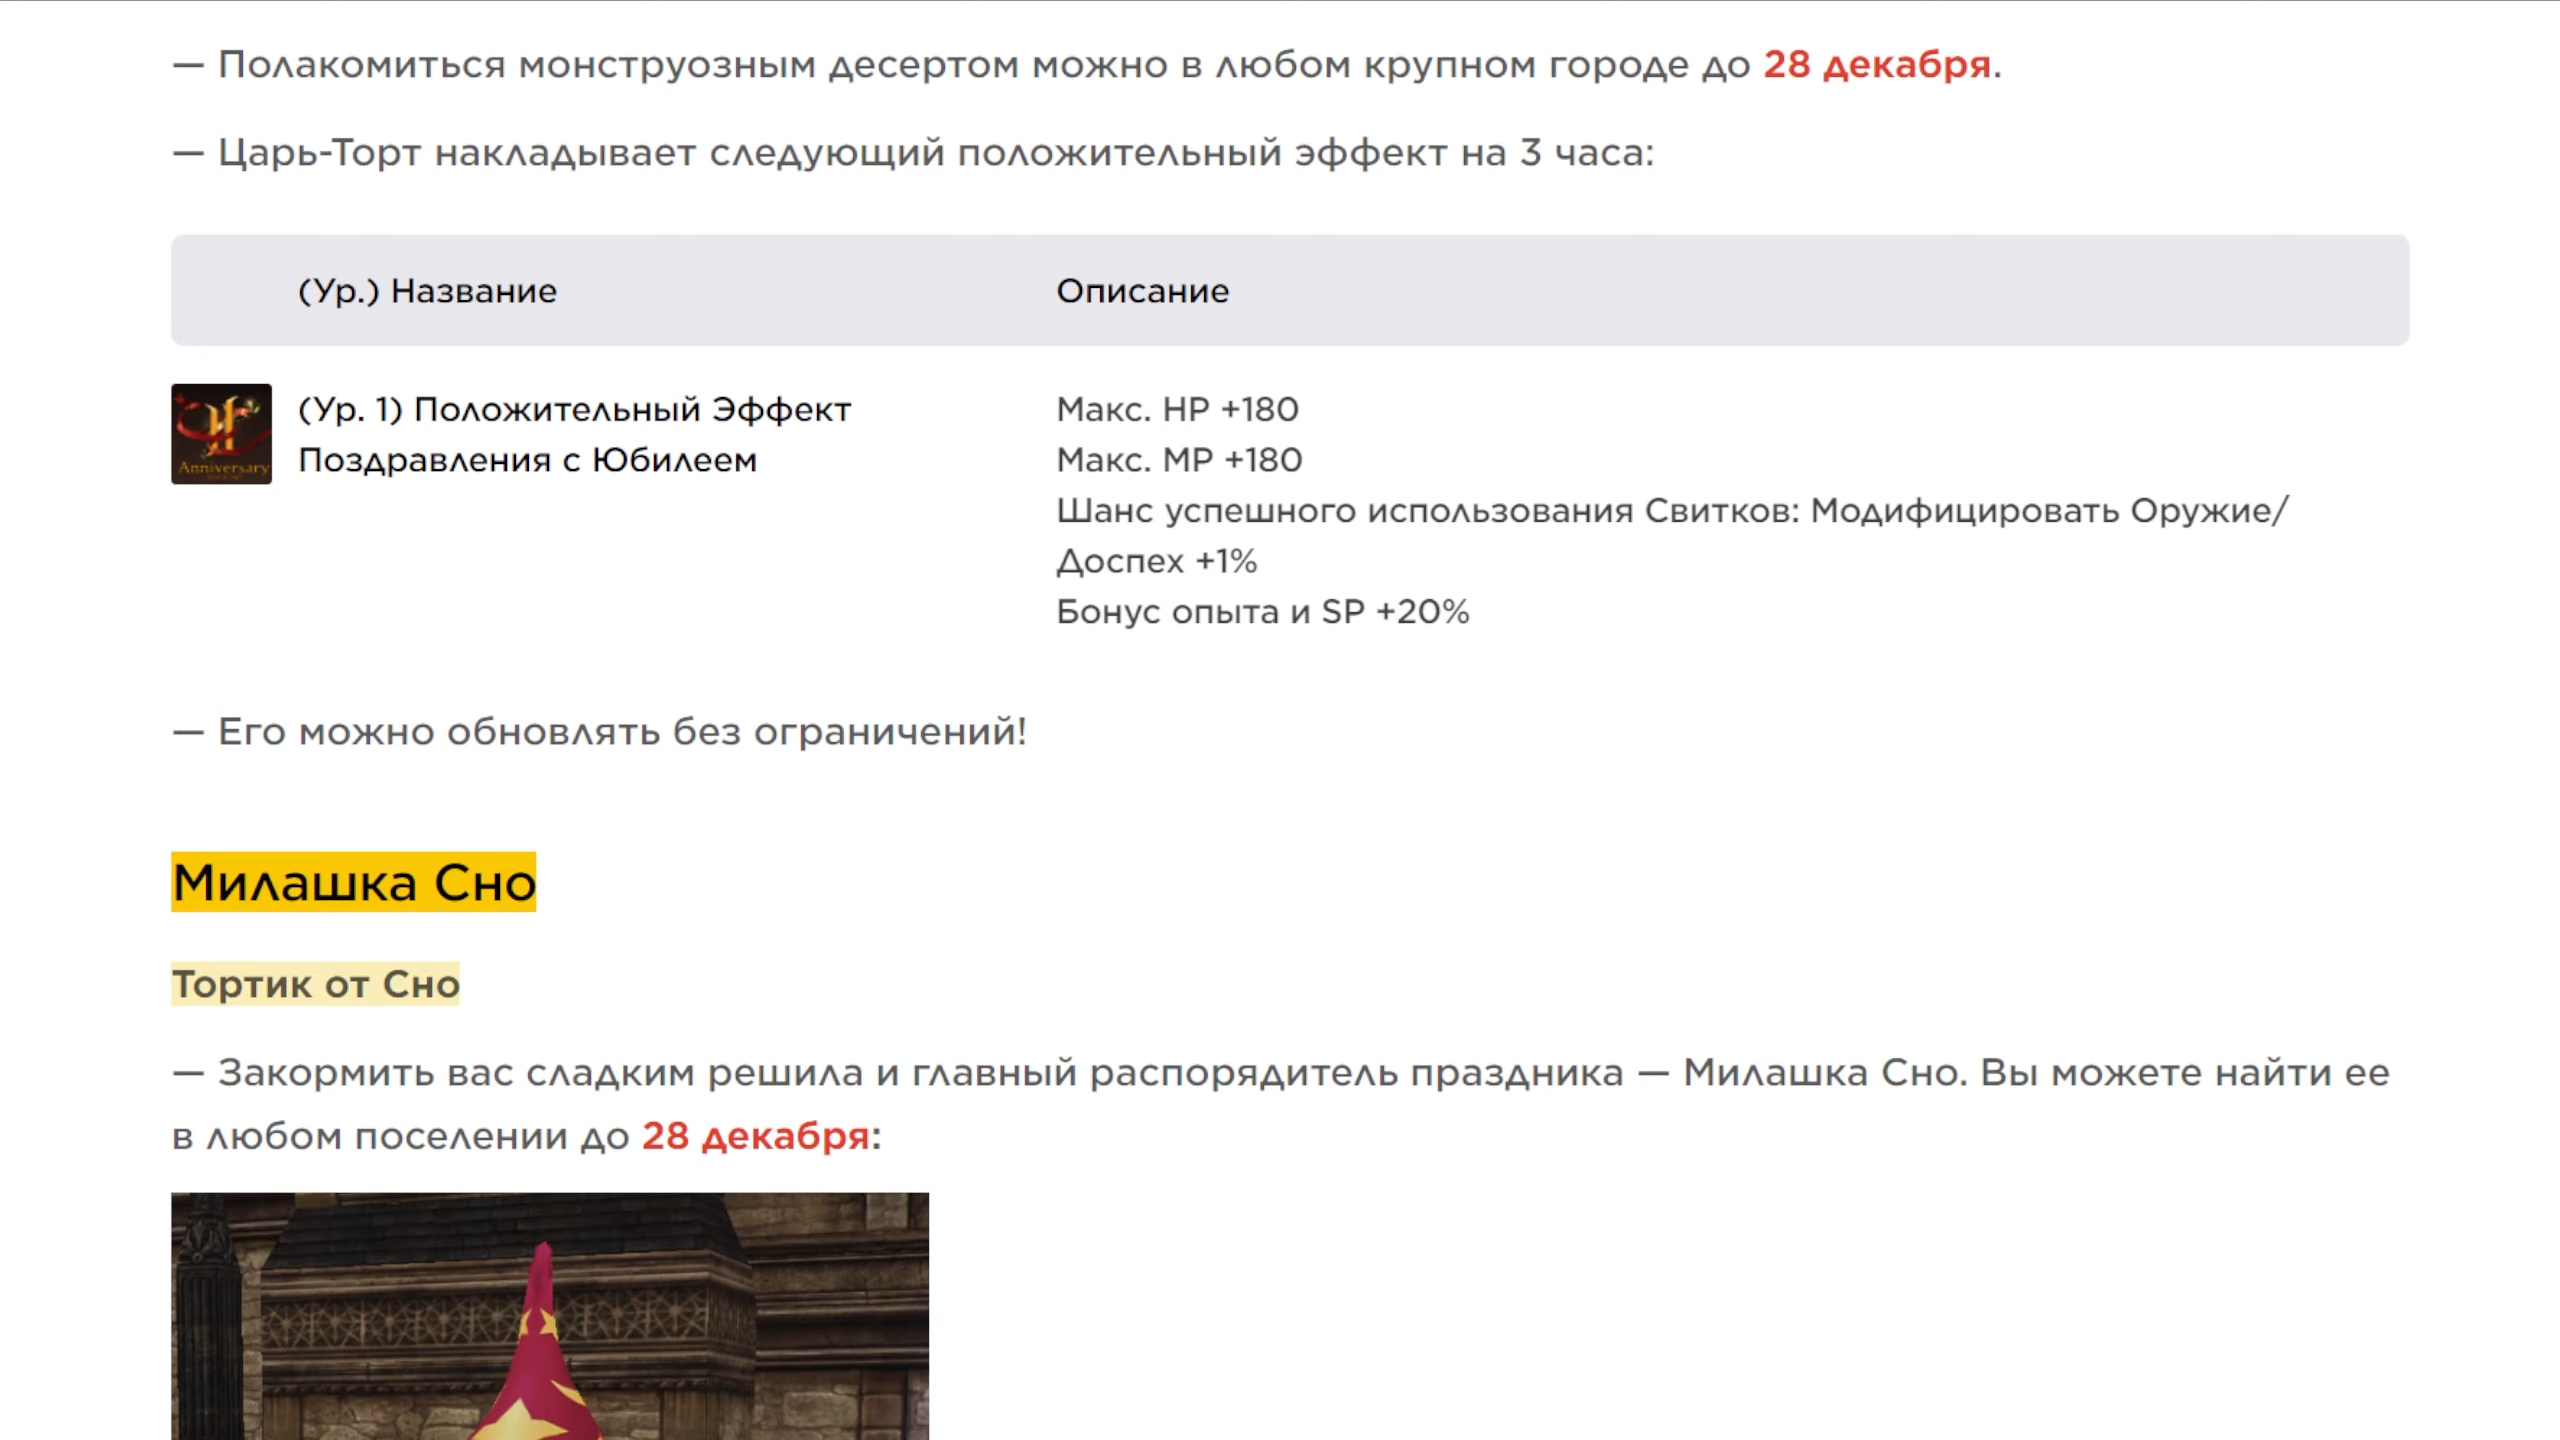 — Полакомиться монструозным десертом можно в любом крупном городе до 28 декабря.
— Царь-Торт накладывает следующий положительный эффект на 3 часа:
(Ур.) Название
Описание
Anniversary
(Ур. 1) Положительный Эффект
Поздравления с Юбилеем
Макс. HP +180
Макс. MP +180
Шанс успешного использования Свитков: Модифицировать Оружие/
Доспех +1%
Бонус опыта и SP +20%
— Его можно обновлять без ограничений!
Милашка Сно
Тортик от Сно
— Закормить вас сладким решила и главный распорядитель праздника — Милашка Сно. Вы можете найти ее
в любом поселении до 28 декабря: